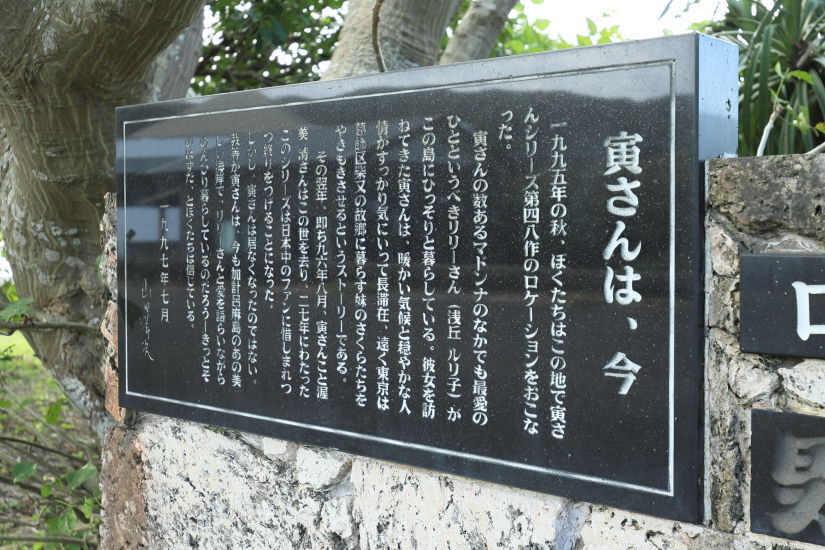 寅さんは、今
一九九五年の秋、ぼくたちはこの地で寅さ
んシリーズ第四八作のロケーションをおこな
った。
寅さんの数あるマドンナのなかでも最愛の
ひとというべきリリーさん(浅丘 ルリ子)が
この島にひっそりと暮らしている。彼女を訪
ねてきた寅さんは、暖かい気候と穏やかな人
情がすっかり気にいって長滞在、遠く東京は
葛飾区柴又の故郷に暮らす妹のさくらたちを
やきもきさせるというストーリーである。
その翌年、即ち九六年八月、寅さんこと渥
美 清さんはこの世を去り、二七年にわたった
このシリーズは日本中のファンに惜しまれつ
つ終りをつげることになった。
しかし、寅さんは居なくなったのではない。
我等が寅さんは、今も加計呂麻島のあの美
しい海岸で、リリーさんと愛を語らいながら
のんびり暮らしているのだろう―きっとそ
のはずだ、とぼくたちは信じている。
一九九七年七月
山田洋次
ロ